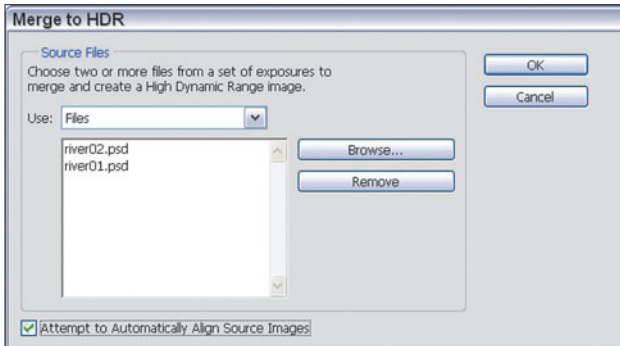 Merge to HDR
Source Files
Choose two or more files from a set of exposures to
merge and create a High Dynamic Range image.
OK
Cancel
Use: Files
river02.psd
river01.psd
Browse...
Remove
Attempt to Automatically Align Source Images